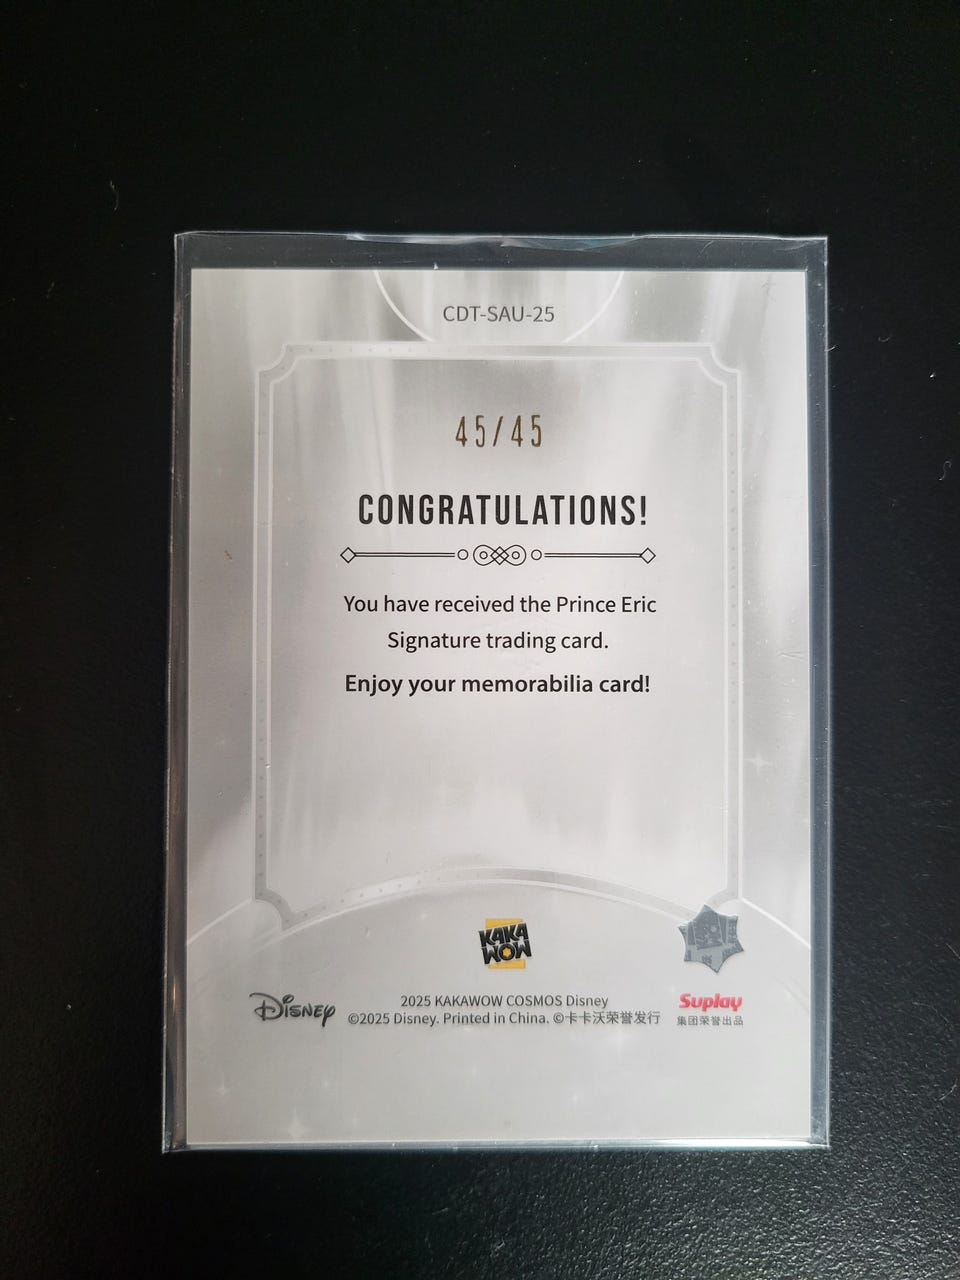 CDT-SAU-25
45/45
CONGRATULATIONS!
You have received the Prince Eric
Signature trading card.
Enjoy your memorabilia card!
KAKA
WOW
Disney
2025 KAKAWOW COSMOS Disney
©2025 Disney. Printed in China. ©卡卡沃荣誉发行
Suplay
集团荣誉出品